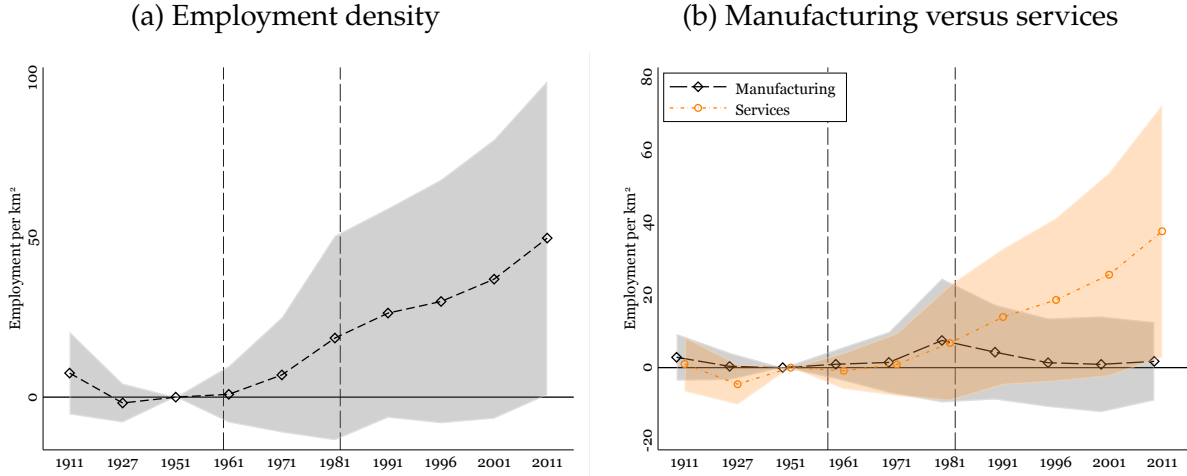 (a) Employment density
100
50
0
Employment per km²
1911 1927 1951 1961 1971 1981 1991 1996 2001 2011
(b) Manufacturing versus services
Manufacturing
Services
80
60
40
20
0
-20
Employment per km²
1911 1927 1951 1961 1971 1981 1991 1996 2001 2011